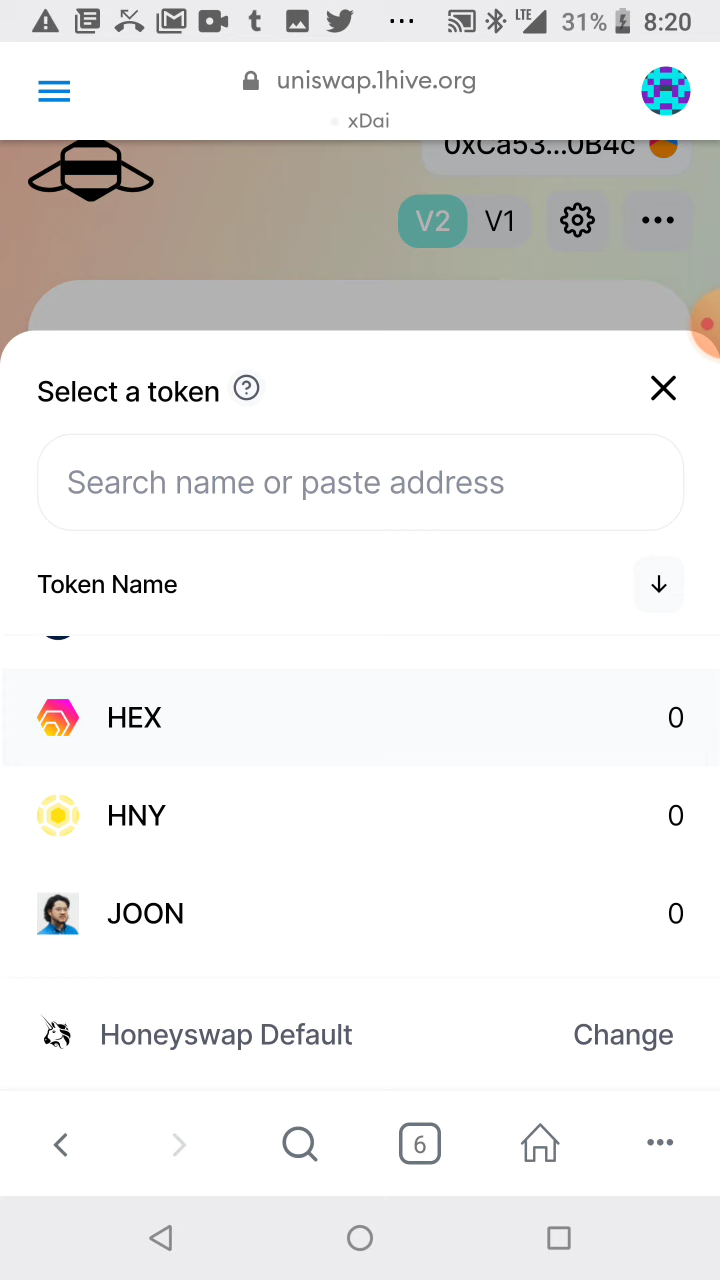 LTE 31% 8:20
uniswap.1hive.org
xDai
0xCa53...0B4c
V2 V1
Select a token
Search name or paste address
Token Name
HEX 0
HNY 0
JOON 0
Honeyswap Default Change
6